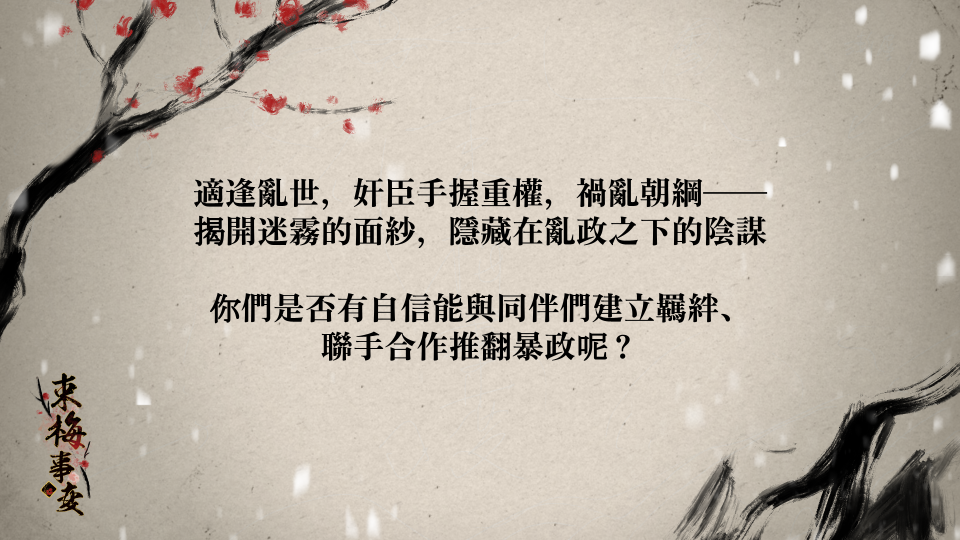 適逢亂世，奸臣手握重權，禍亂朝綱——
揭開迷霧的面紗，隱藏在亂政之下的陰謀
你們是否有自信能與同伴們建立羈絆、
聯手合作推翻暴政呢？
東梅事変